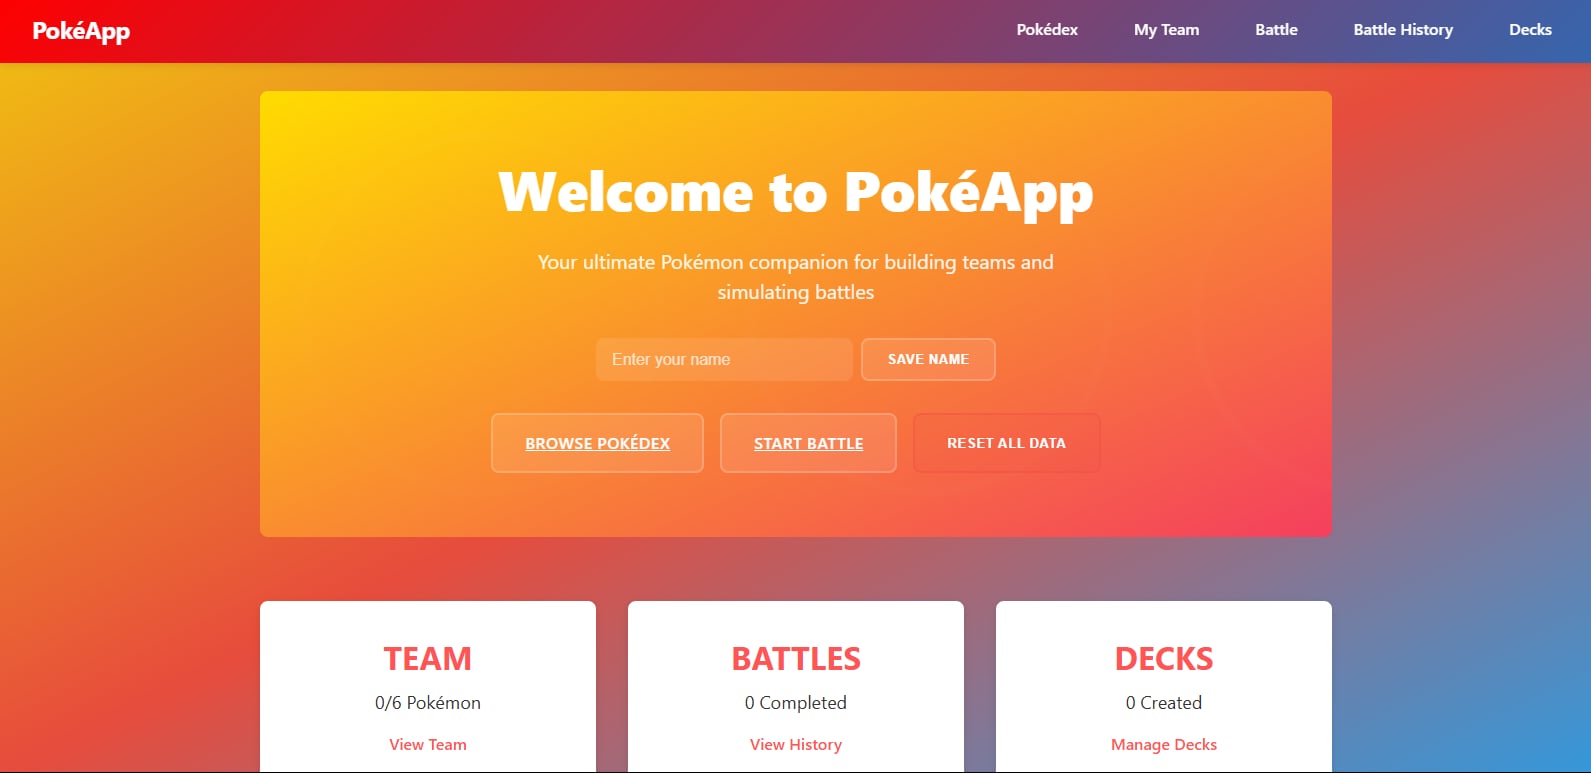 PokéApp
Pokédex
My Team
Battle
Battle History
Decks
Welcome to PokéApp
Your ultimate Pokémon companion for building teams and
simulating battles
Enter your name
SAVE NAME
BROWSE POKÉDEX
START BATTLE
RESET ALL DATA
TEAM
0/6 Pokémon
View Team
BATTLES
0 Completed
View History
DECKS
0 Created
Manage Decks